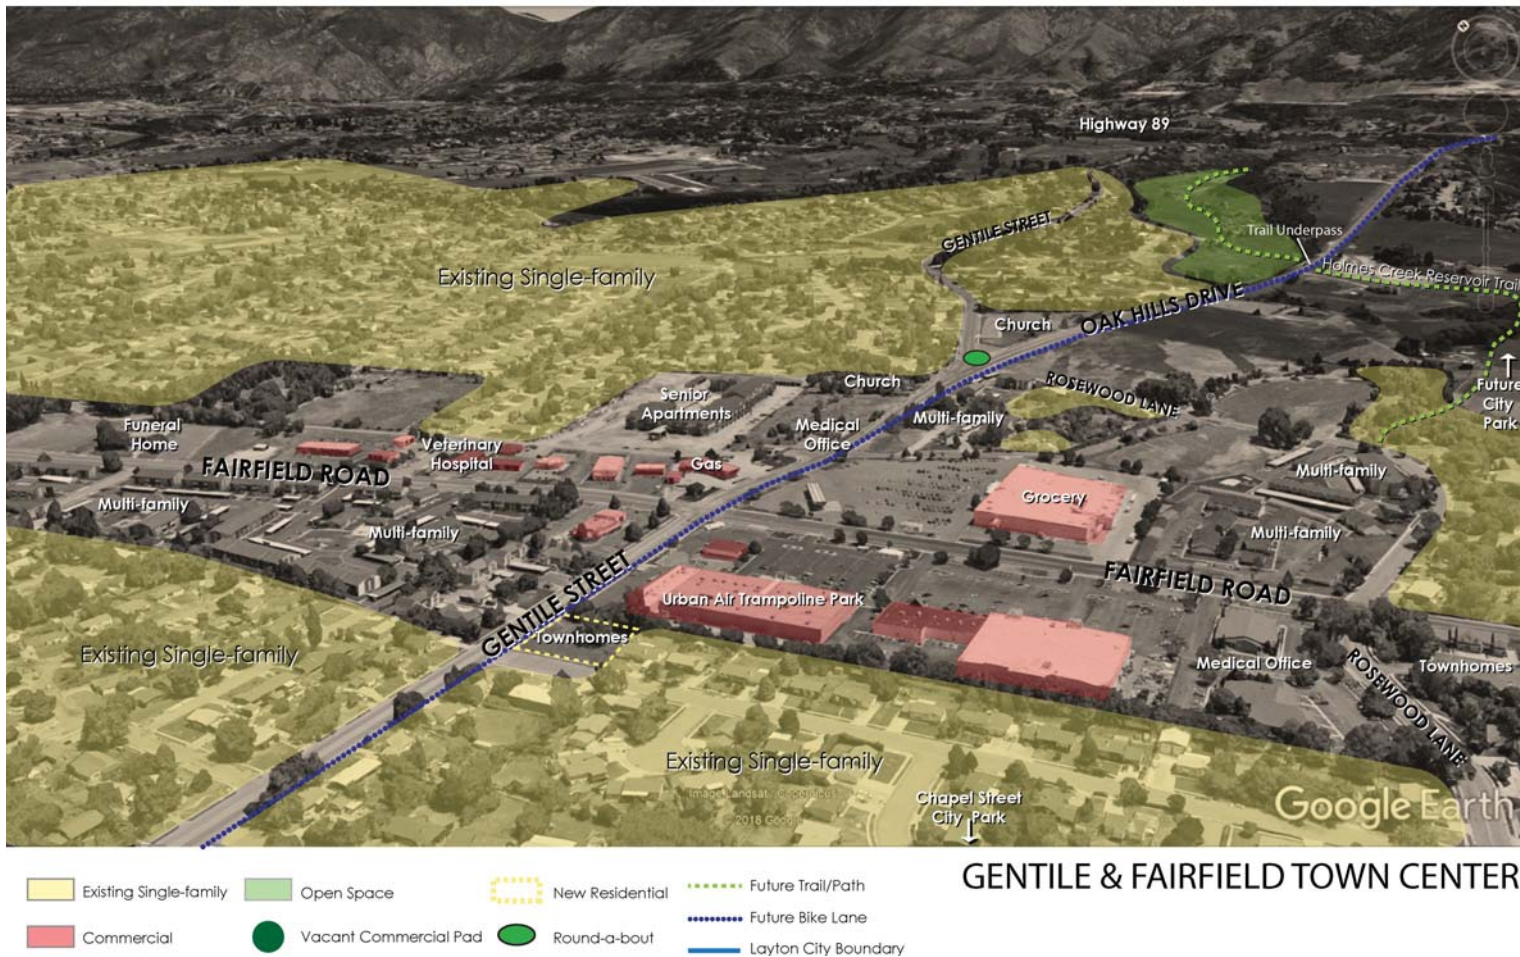 Highway 89
GENTILE STREET
Trail Underpass
Existing Single-family
Holmes Creek Reservoir Trail
OAK HILLS DRIVE
Church
Church
ROSEWOOD LANE
Future
City
Park
Senior
Apartments
Funeral
Home
Veterinary
Hospital
Medical
Office
Multi-family
Gas
FAIRFIELD ROAD
Multi-family
Grocery
Multi-family
Multi-family
Multi-family
FAIRFIELD ROAD
GENTILE STREET
Urban Air Trampoline Park
Townhomes
Existing Single-family
Medical Office
Townhomes
ROSEWOOD LANE
Existing Single-family
Image Landsat / Copernicus
© 2018 Google
Chapel Street
City Park
Google Earth
GENTILE & FAIRFIELD TOWN CENTER
Existing Single-family
Open Space
New Residential
Future Trail/Path
Future Bike Lane
Commercial
Vacant Commercial Pad
Round-a-bout
Layton City Boundary